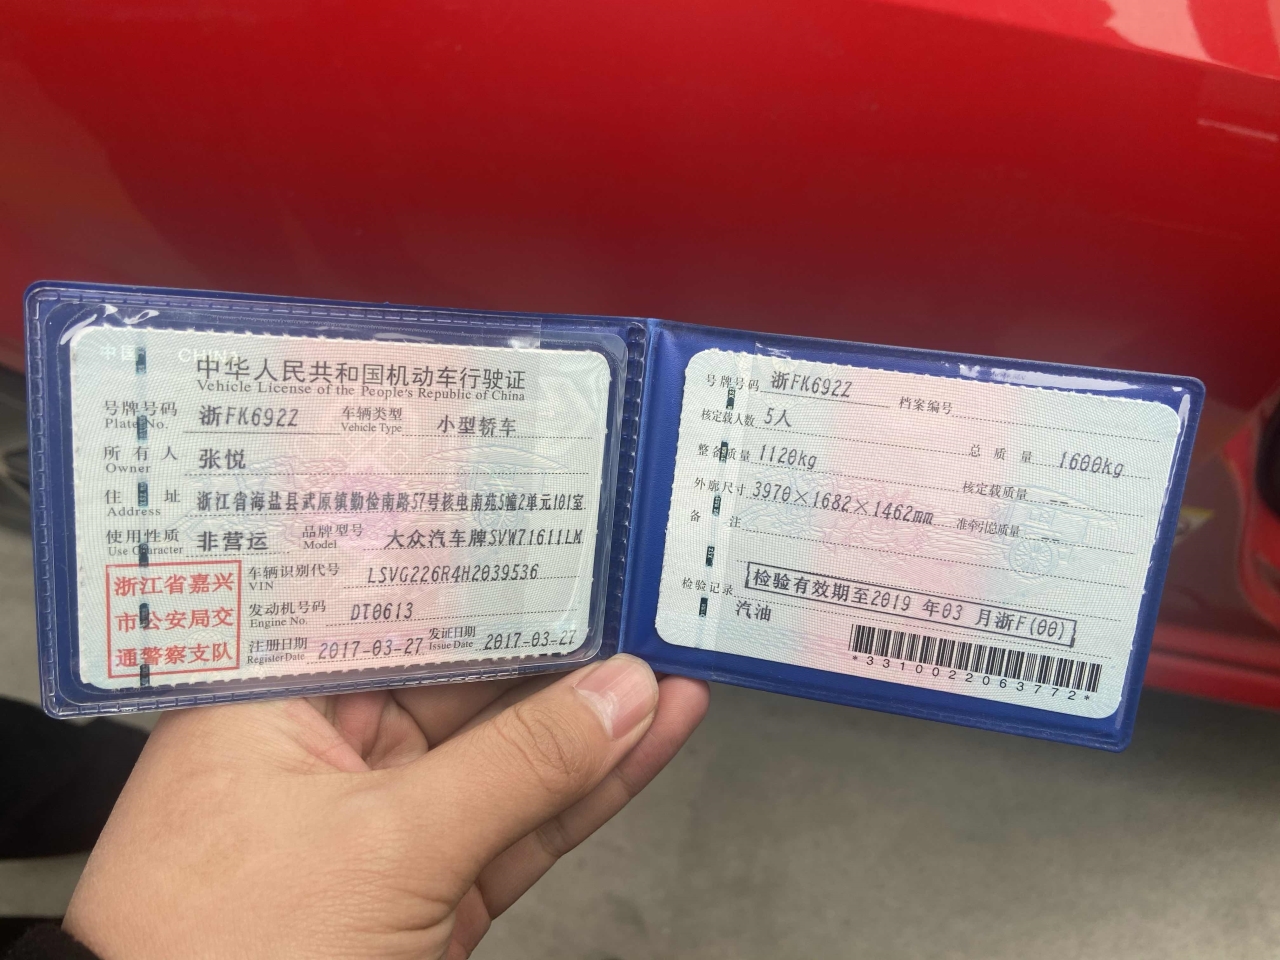 中国 CHINA
中华人民共和国机动车行驶证
Vehicle License of the People's Republic of China
号牌号码 浙FK692Z 车辆类型 小型轿车
Plate No. Vehicle Type
所有人 张悦
Owner
住址 浙江省海盐县武原镇勤俭南路57号核电南苑5幢2单元101室
Address
使用性质 非营运 品牌型号 大众汽车牌SVW71611LM
Use Character Model
浙江省嘉兴
市公安局交
通警察支队
车辆识别代号 LSVG226R4H2039536
VIN
发动机号码 DT0613
Engine No.
注册日期 2017-03-27 发证日期 2017-03-27
Register Date Issue Date
号牌号码 浙FK692Z 档案编号
核定载人数 5人 总质量 1600kg
整备质量 1120kg 核定载质量 --
外廓尺寸 3970×1682×1462mm 准牵引总质量 --
备注
检验记录 检验有效期至2019年03月浙F(00)
汽油
*3310022063772*